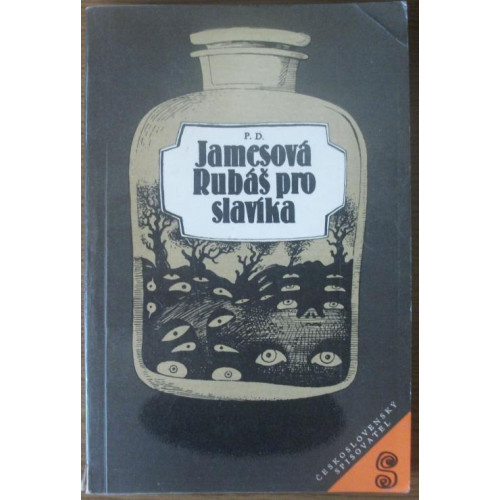 P. D.
Jamesová
Rubáš pro
slavíka
ČESKOSLOVENSKÝ
SPISOVATEL